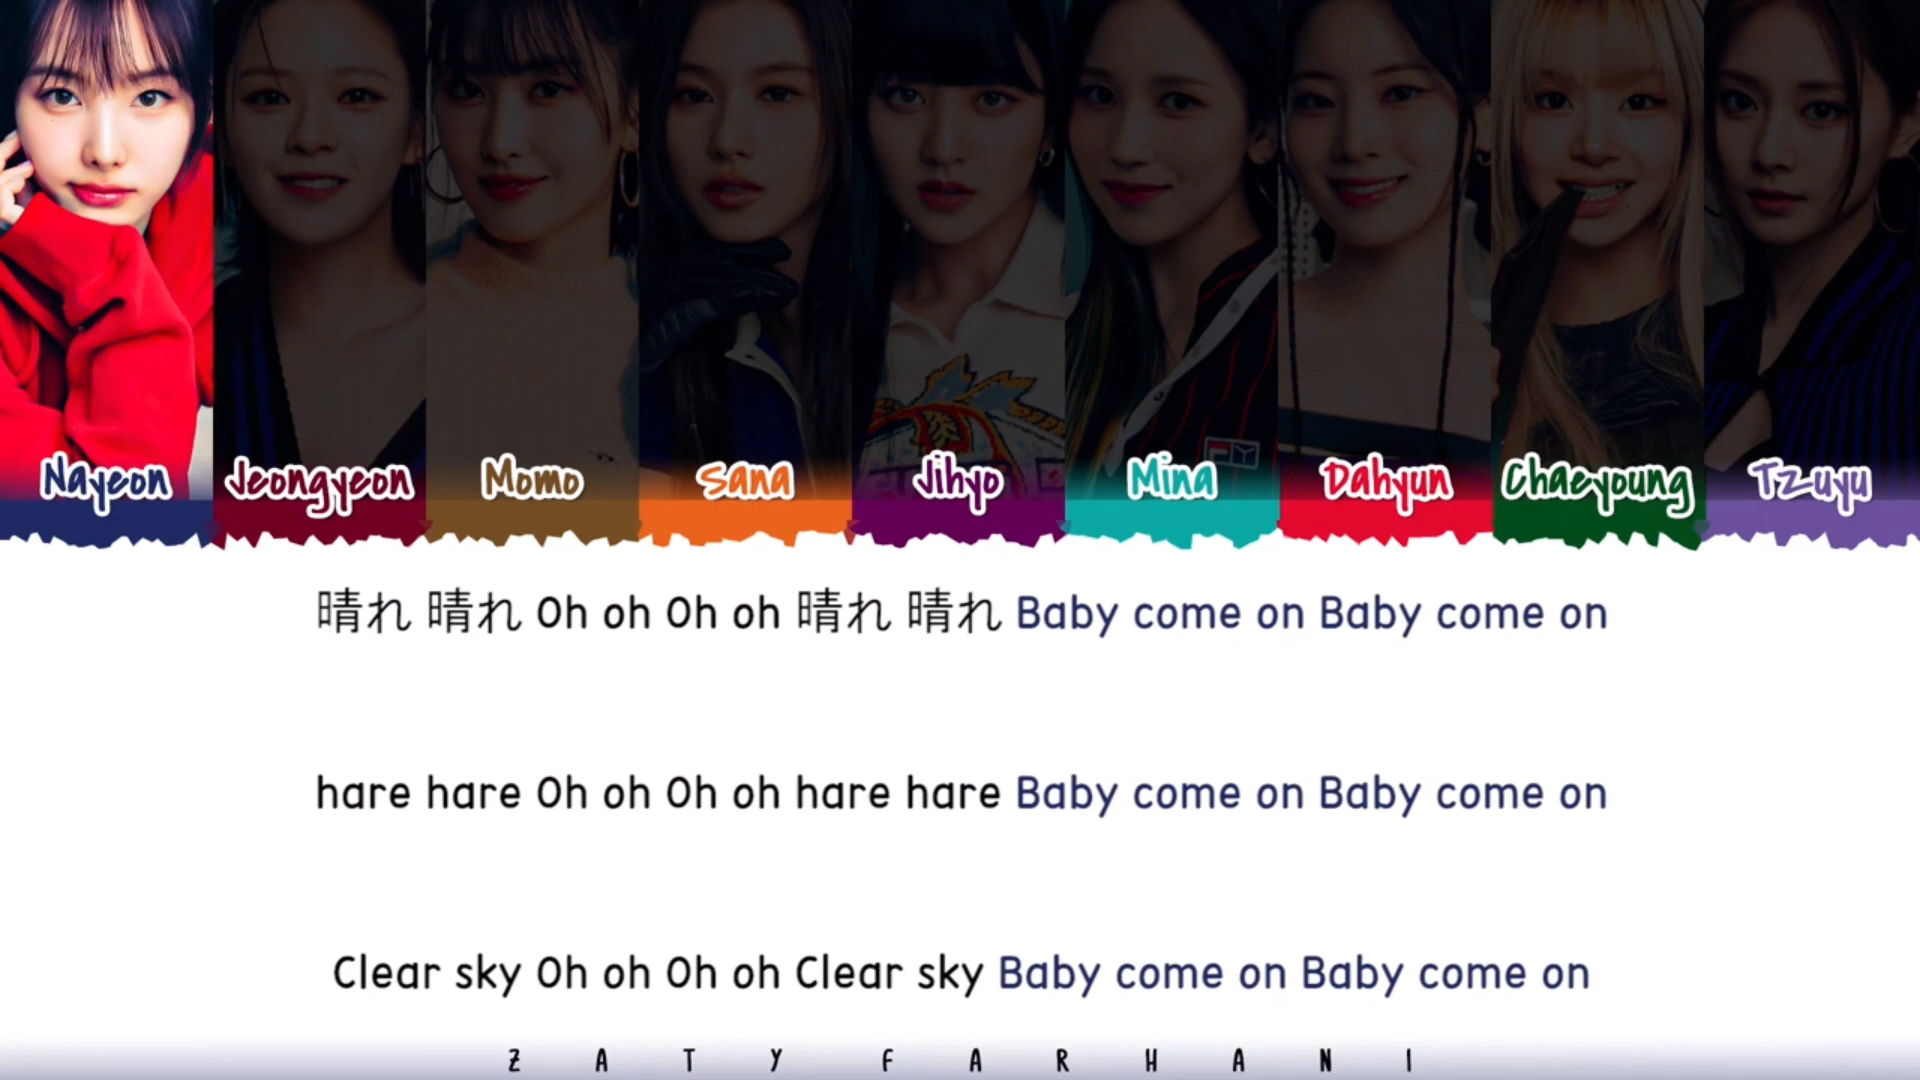 Nayeon Jeongyeon Momo Sana Jihyo Mina Dahyun Chaeyoung Tzuyu
晴れ 晴れ Oh oh Oh oh 晴れ 晴れ Baby come on Baby come on
hare hare Oh oh Oh oh hare hare Baby come on Baby come on
Clear sky Oh oh Oh oh Clear sky Baby come on Baby come on
ZATY FARHANI